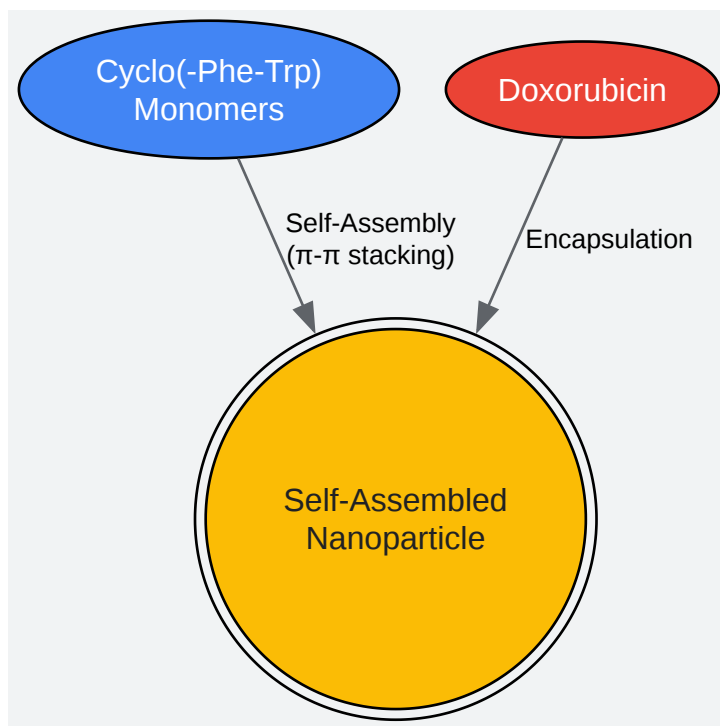 Cyclo(-Phe-Trp)
Monomers
Doxorubicin
Self-Assembly
(π-π stacking)
Encapsulation
Self-Assembled
Nanoparticle